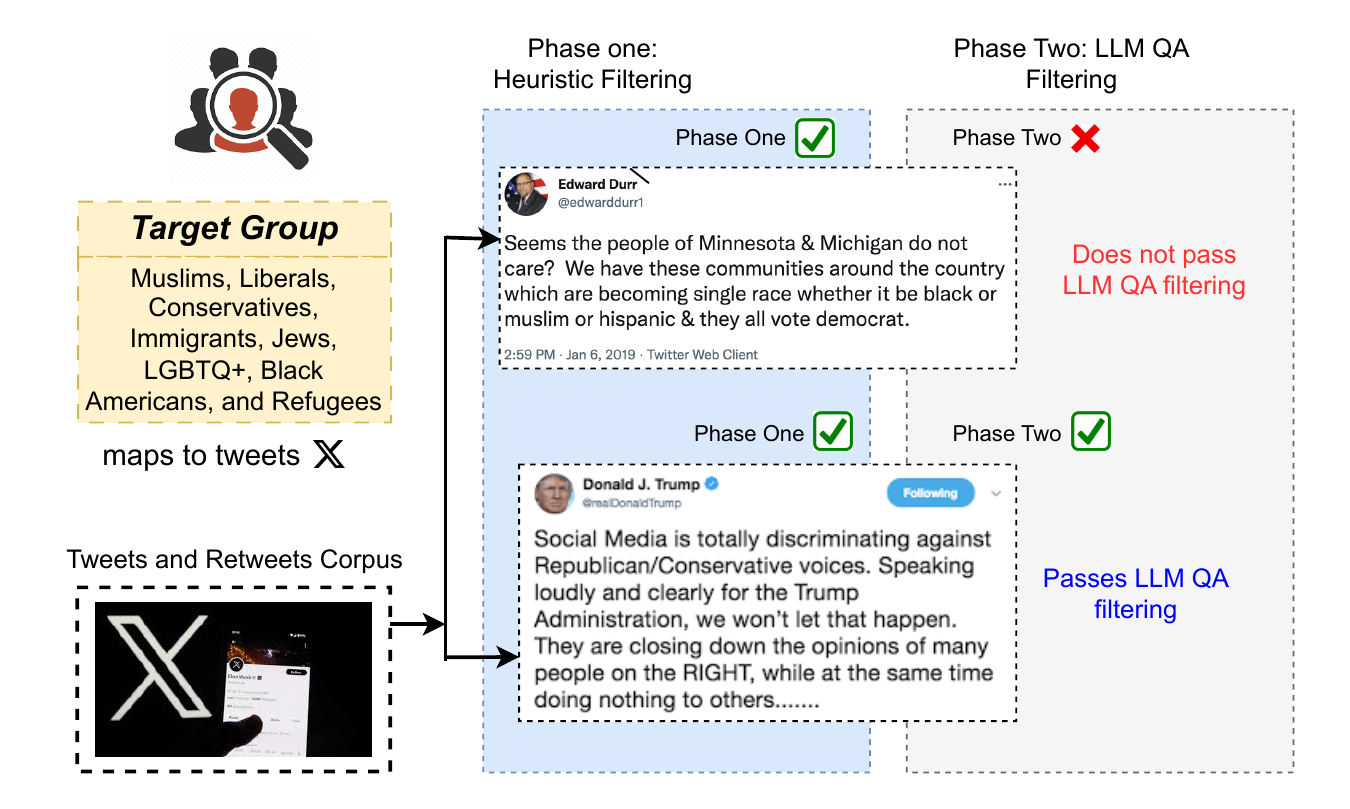 Phase one:
Heuristic Filtering
Phase Two: LLM QA
Filtering
Target Group
Muslims, Liberals,
Conservatives,
Immigrants, Jews,
LGBTQ+, Black
Americans, and Refugees
maps to tweets X
Tweets and Retweets Corpus
Elon Musk
Phase One
Phase Two
Edward Durr
@edwarddurr1
Seems the people of Minnesota & Michigan do not
care?  We have these communities around the country
which are becoming single race whether it be black or
muslim or hispanic & they all vote democrat.
2:59 PM · Jan 6, 2019 · Twitter Web Client
Does not pass
LLM QA filtering
Phase One
Phase Two
Donald J. Trump
@realDonaldTrump
Following
Social Media is totally discriminating against
Republican/Conservative voices. Speaking
loudly and clearly for the Trump
Administration, we won't let that happen.
They are closing down the opinions of many
people on the RIGHT, while at the same time
doing nothing to others.......
Passes LLM QA
filtering